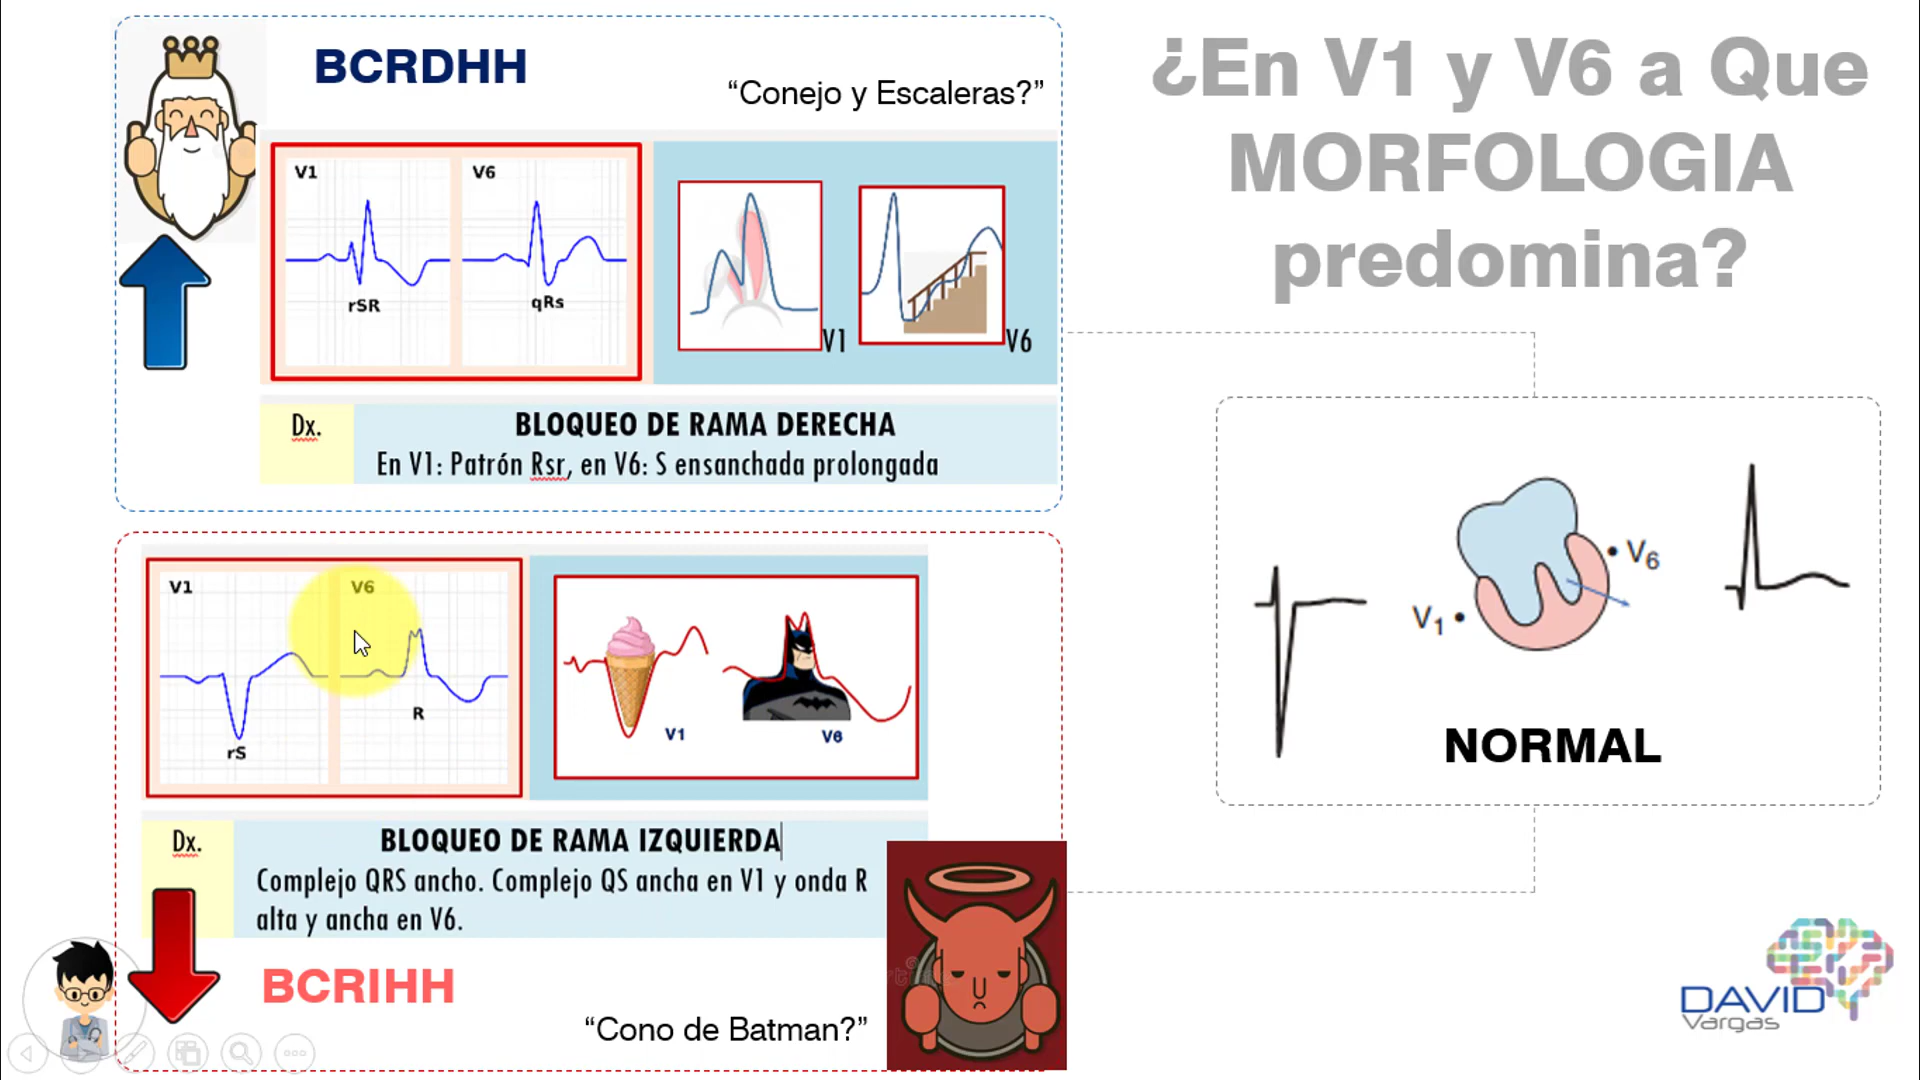 BCRDHH
“Conejo y Escaleras?”
V1
V6
rSR
qRs
V1
V6
Dx.
BLOQUEO DE RAMA DERECHA
En V1: Patrón Rsr, en V6: S ensanchada prolongada
¿En V1 y V6 a Que
MORFOLOGIA
predomina?
V1
V6
rS
R
V1
V6
Dx.
BLOQUEO DE RAMA IZQUIERDA
Complejo QRS ancho. Complejo QS ancha en V1 y onda R
alta y ancha en V6.
BCRIHH
“Cono de Batman?”
V6
V1
NORMAL
DAVID
Vargas